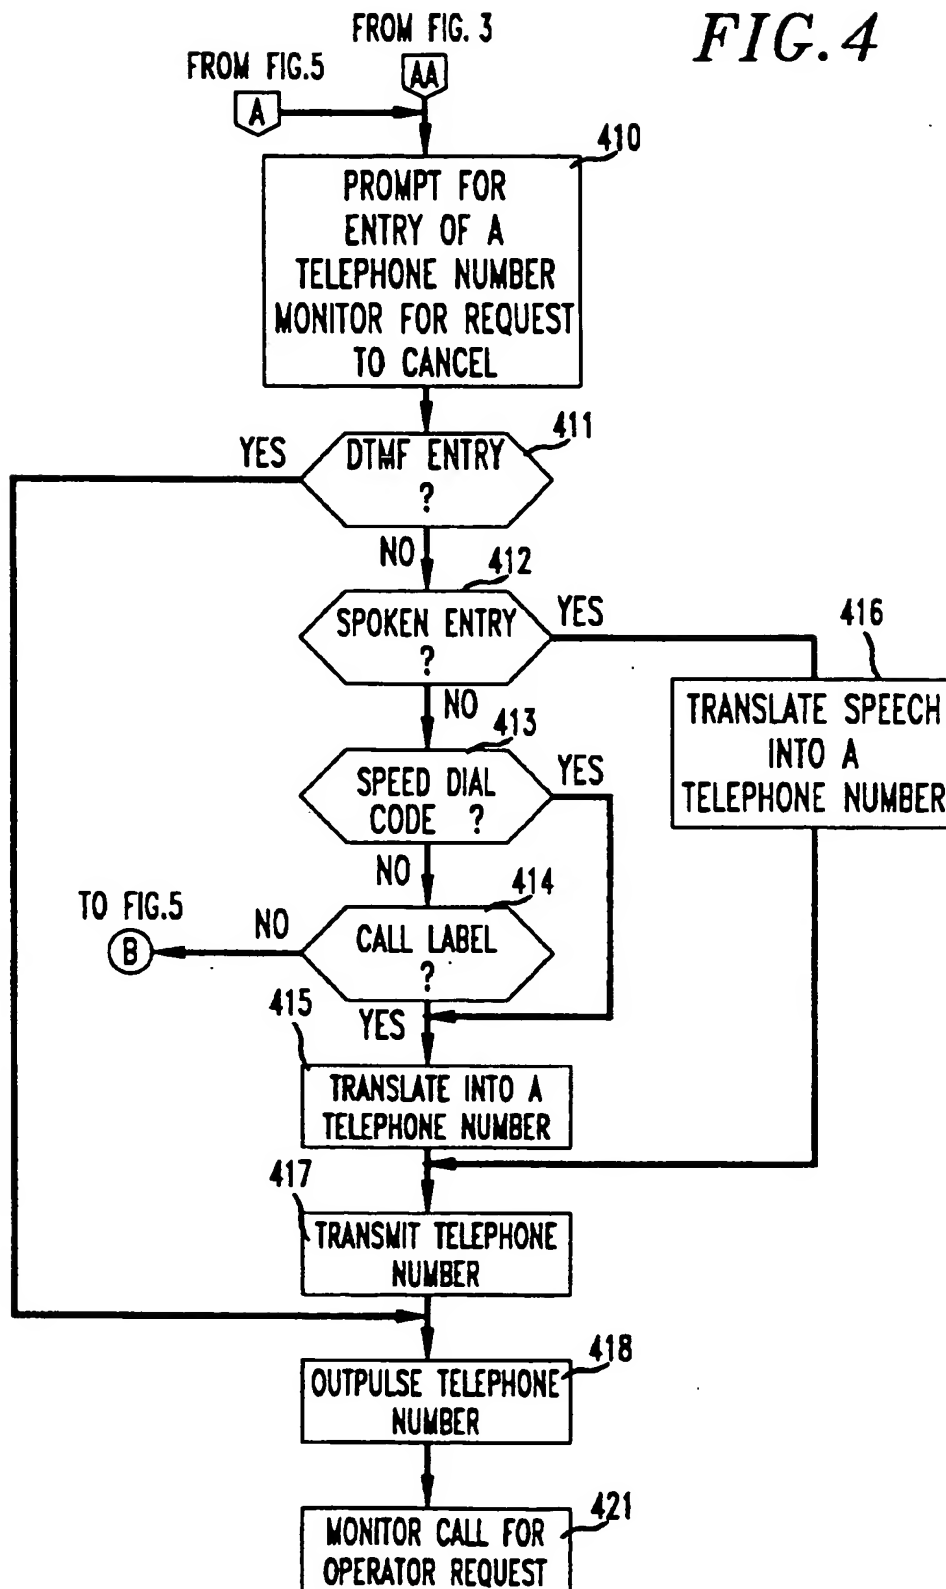 FIG. 4
FROM FIG. 3
AA
FROM FIG.5
A
410
PROMPT FOR
ENTRY OF A
TELEPHONE NUMBER
MONITOR FOR REQUEST
TO CANCEL
411
YES
DTMF ENTRY
?
NO
412
SPOKEN ENTRY
?
YES
416
TRANSLATE SPEECH
INTO A
TELEPHONE NUMBER
NO
413
SPEED DIAL
CODE ?
YES
NO
414
TO FIG.5
B
NO
CALL LABEL
?
YES
415
TRANSLATE INTO A
TELEPHONE NUMBER
417
TRANSMIT TELEPHONE
NUMBER
418
OUTPULSE TELEPHONE
NUMBER
421
MONITOR CALL FOR
OPERATOR REQUEST